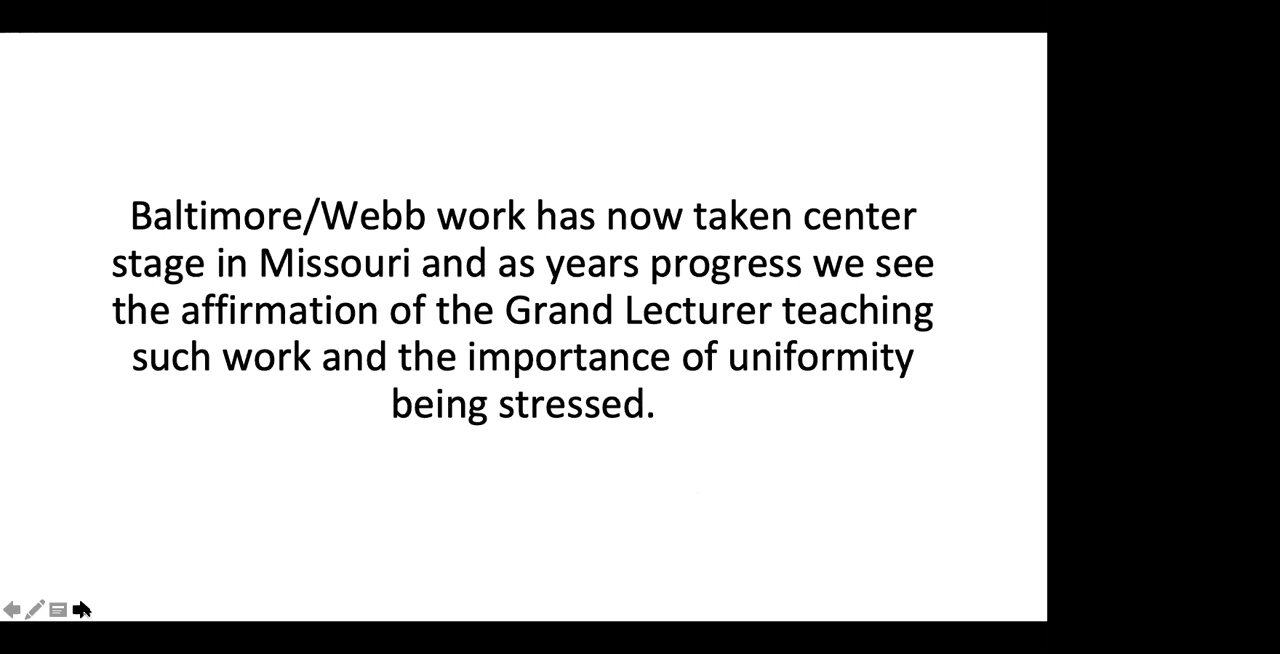 Baltimore/Webb work has now taken center
stage in Missouri and as years progress we see
the affirmation of the Grand Lecturer teaching
such work and the importance of uniformity
being stressed.